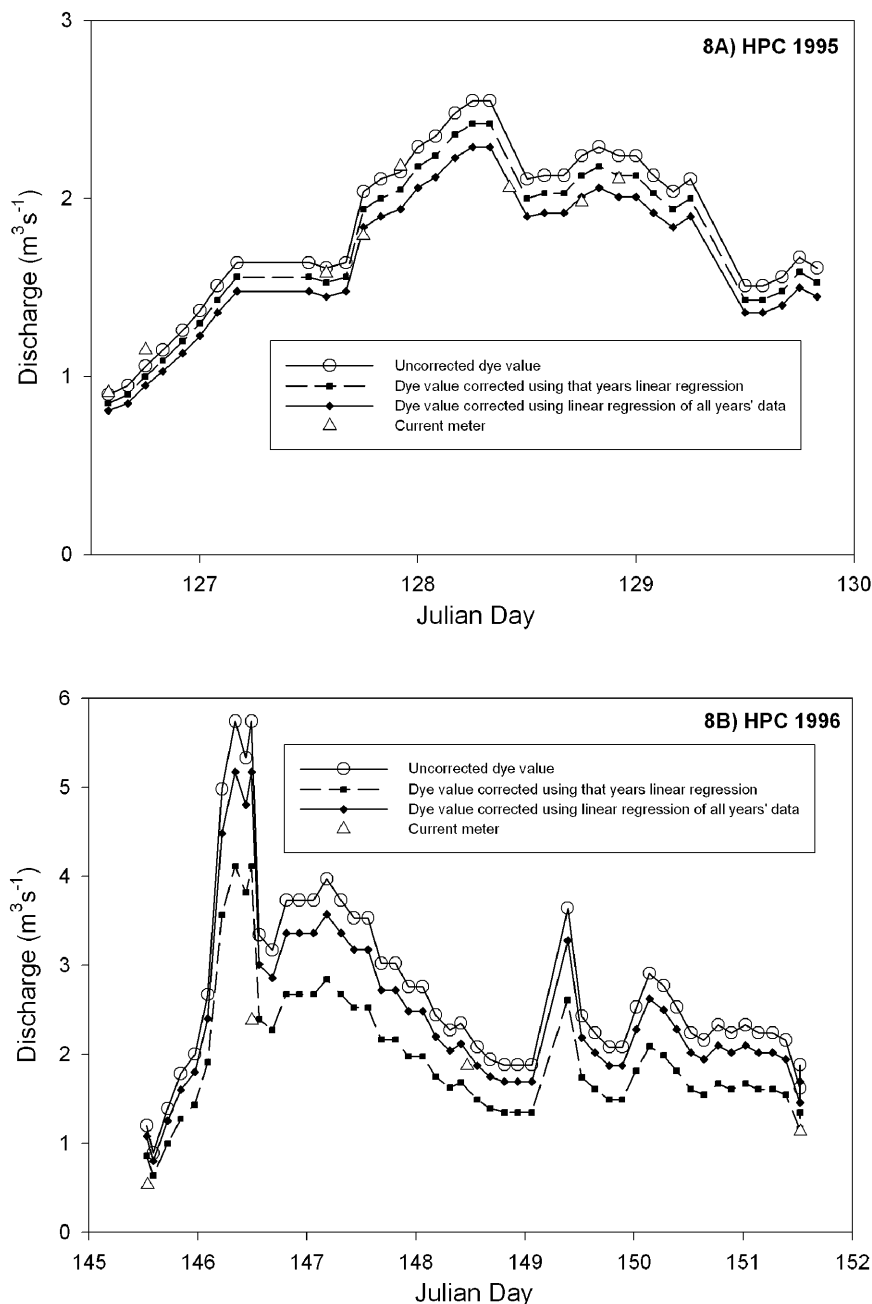 8A) HPC 1995
3
2
1
0
Discharge (m³s⁻¹)
Uncorrected dye value
Dye value corrected using that years linear regression
Dye value corrected using linear regression of all years' data
Current meter
127 128 129 130
Julian Day
8B) HPC 1996
6
5
4
3
2
1
0
Discharge (m³s⁻¹)
Uncorrected dye value
Dye value corrected using that years linear regression
Dye value corrected using linear regression of all years' data
Current meter
145 146 147 148 149 150 151 152
Julian Day